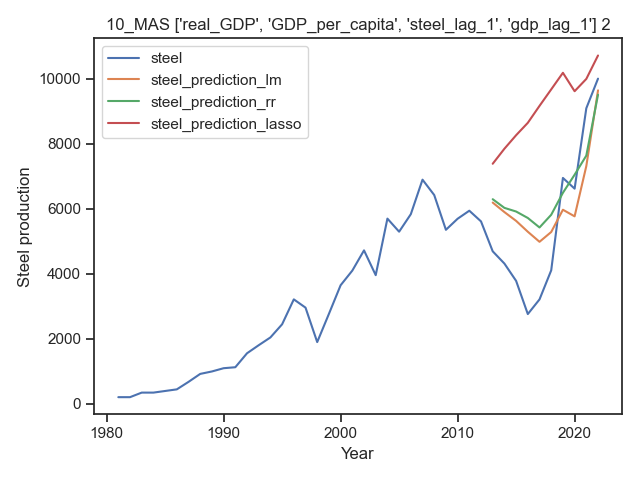 10_MAS ['real_GDP', 'GDP_per_capita', 'steel_lag_1', 'gdp_lag_1'] 2
steel
steel_prediction_lm
steel_prediction_rr
steel_prediction_lasso
10000
8000
6000
4000
2000
0
Steel production
1980
1990
2000
2010
2020
Year